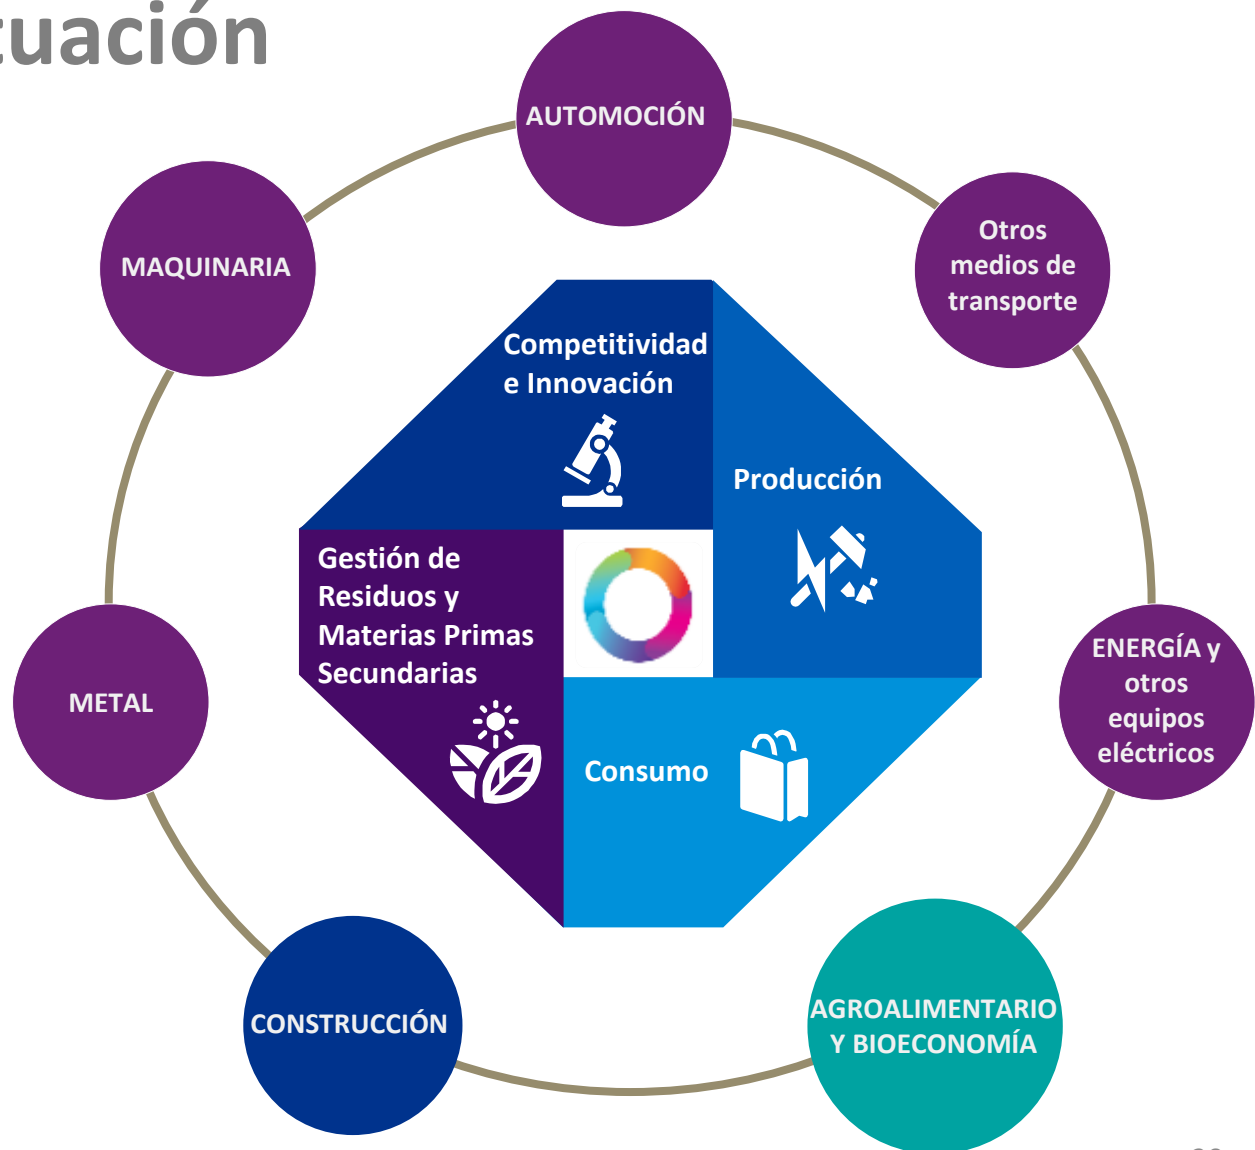 tuación
AUTOMOCIÓN
Otros
medios de
transporte
MAQUINARIA
Competitividad
e Innovación
Producción
Gestión de
Residuos y
Materias Primas
Secundarias
ENERGÍA y
otros
equipos
eléctricos
METAL
Consumo
AGROALIMENTARIO
Y BIOECONOMÍA
CONSTRUCCIÓN